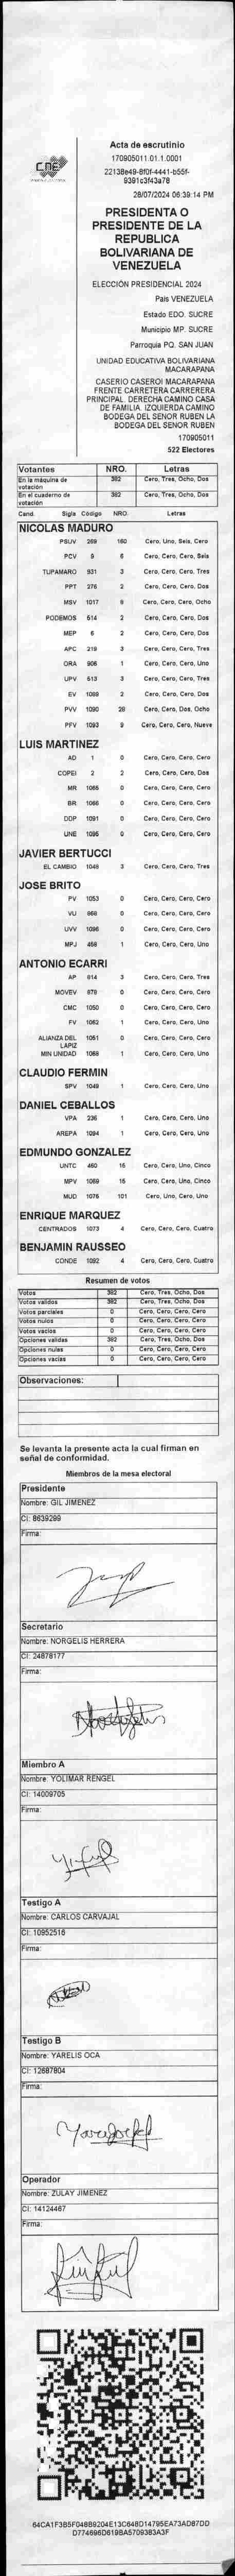 CNE
Acta de escrutinio
170905011.01.1.0001
22138e49-8f0f-4441-b55f-
9391c3f43a78
28/07/2024 06:39:14 PM
PRESIDENTA O
PRESIDENTE DE LA
REPUBLICA
BOLIVARIANA DE
VENEZUELA
ELECCIÓN PRESIDENCIAL 2024
País VENEZUELA
Estado EDO. SUCRE
Municipio MP. SUCRE
Parroquia PQ. SAN JUAN
UNIDAD EDUCATIVA BOLIVARIANA
MACARAPANA
CASERIO CASEROI MACARAPANA
FRENTE CARRETERA CARRERERA
PRINCIPAL. DERECHA CAMINO CASA
DE FAMILIA. IZQUIERDA CAMINO
BODEGA DEL SENOR RUBEN LA
BODEGA DEL SENOR RUBEN
170905011
522 Electores
Votantes NRO. Letras
En la máquina de votación 382 Cero, Tres, Ocho, Dos
En el cuaderno de votación 382 Cero, Tres, Ocho, Dos
Cand. Sigla Código NRO. Letras
NICOLAS MADURO
PSUV 269 160 Cero, Uno, Seis, Cero
PCV 9 6 Cero, Cero, Cero, Seis
TUPAMARO 931 3 Cero, Cero, Cero, Tres
PPT 276 2 Cero, Cero, Cero, Dos
MSV 1017 8 Cero, Cero, Cero, Ocho
PODEMOS 514 2 Cero, Cero, Cero, Dos
MEP 6 2 Cero, Cero, Cero, Dos
APC 219 3 Cero, Cero, Cero, Tres
ORA 906 1 Cero, Cero, Cero, Uno
UPV 513 3 Cero, Cero, Cero, Tres
EV 1089 2 Cero, Cero, Cero, Dos
PVV 1090 28 Cero, Cero, Dos, Ocho
PFV 1093 9 Cero, Cero, Cero, Nueve
LUIS MARTINEZ
AD 1 0 Cero, Cero, Cero, Cero
COPEI 2 2 Cero, Cero, Cero, Dos
MR 1065 0 Cero, Cero, Cero, Cero
BR 1066 0 Cero, Cero, Cero, Cero
DDP 1091 0 Cero, Cero, Cero, Cero
UNE 1095 0 Cero, Cero, Cero, Cero
JAVIER BERTUCCI
EL CAMBIO 1048 3 Cero, Cero, Cero, Tres
JOSE BRITO
PV 1053 0 Cero, Cero, Cero, Cero
VU 868 0 Cero, Cero, Cero, Cero
UVV 1096 0 Cero, Cero, Cero, Cero
MPJ 458 1 Cero, Cero, Cero, Uno
ANTONIO ECARRI
AP 614 3 Cero, Cero, Cero, Tres
MOVEV 879 0 Cero, Cero, Cero, Cero
CMC 1050 0 Cero, Cero, Cero, Cero
FV 1062 1 Cero, Cero, Cero, Uno
ALIANZA DEL LAPIZ 1051 0 Cero, Cero, Cero, Cero
MIN UNIDAD 1088 1 Cero, Cero, Cero, Uno
CLAUDIO FERMIN
SPV 1049 1 Cero, Cero, Cero, Uno
DANIEL CEBALLOS
VPA 236 1 Cero, Cero, Cero, Uno
AREPA 1094 1 Cero, Cero, Cero, Uno
EDMUNDO GONZALEZ
UNTC 460 15 Cero, Cero, Uno, Cinco
MPV 1069 15 Cero, Cero, Uno, Cinco
MUD 1076 101 Cero, Uno, Cero, Uno
ENRIQUE MARQUEZ
CENTRADOS 1073 4 Cero, Cero, Cero, Cuatro
BENJAMIN RAUSSEO
CONDE 1092 4 Cero, Cero, Cero, Cuatro
Resumen de votos
Votos 382 Cero, Tres, Ocho, Dos
Votos validos 382 Cero, Tres, Ocho, Dos
Votos parciales 0 Cero, Cero, Cero, Cero
Votos nulos 0 Cero, Cero, Cero, Cero
Votos vacios 0 Cero, Cero, Cero, Cero
Opciones validas 382 Cero, Tres, Ocho, Dos
Opciones nulas 0 Cero, Cero, Cero, Cero
Opciones vacias 0 Cero, Cero, Cero, Cero
Observaciones:
Se levanta la presente acta la cual firman en
señal de conformidad.
Miembros de la mesa electoral
Presidente
Nombre: GIL JIMENEZ
CI: 8639299
Firma:
Secretario
Nombre: NORGELIS HERRERA
CI: 24878177
Firma:
Miembro A
Nombre: YOLIMAR RENGEL
CI: 14009705
Firma:
Testigo A
Nombre: CARLOS CARVAJAL
CI: 10952516
Firma:
Testigo B
Nombre: YARELIS OCA
CI: 12687804
Firma:
Operador
Nombre: ZULAY JIMENEZ
CI: 14124467
Firma:
64CA1F3B5F048B9204E13C648D14795EA73AD87DD
D774696D619BA5709383A3F